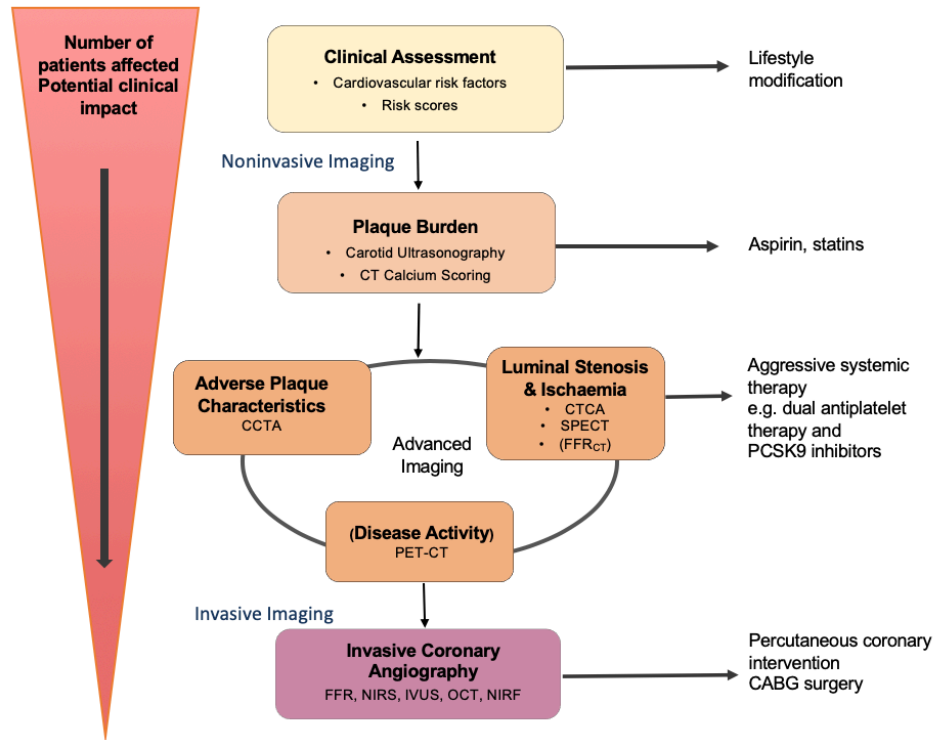 Number of
patients affected
Potential clinical
impact
Clinical Assessment
• Cardiovascular risk factors
• Risk scores
Lifestyle
modification
Noninvasive Imaging
Plaque Burden
• Carotid Ultrasonography
• CT Calcium Scoring
Aspirin, statins
Adverse Plaque
Characteristics
CCTA
Luminal Stenosis
& Ischaemia
• CTCA
• SPECT
• (FFRCT)
Aggressive systemic
therapy
e.g. dual antiplatelet
therapy and
PCSK9 inhibitors
Advanced
Imaging
(Disease Activity)
PET-CT
Invasive Imaging
Invasive Coronary
Angiography
FFR, NIRS, IVUS, OCT, NIRF
Percutaneous coronary
intervention
CABG surgery